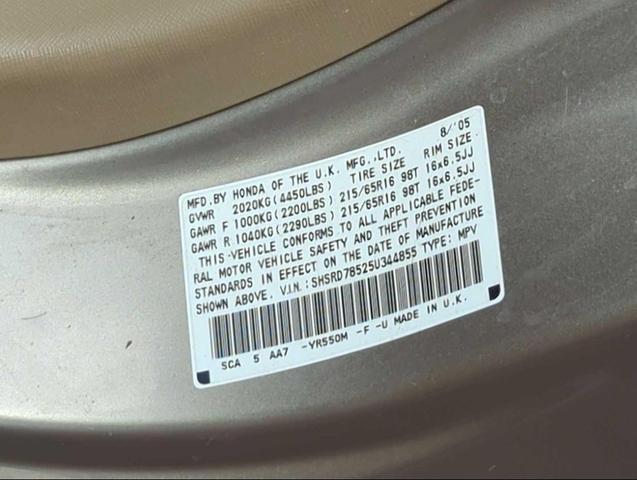 MFD.BY HONDA OF THE U.K. MFG.,LTD. 8/'05
GVWR 2020KG(4450LBS) TIRE SIZE RIM SIZE
GAWR F 1000KG(2200LBS) 215/65R16 98T 16x6.5JJ
GAWR R 1040KG(2290LBS) 215/65R16 98T 16x6.5JJ
THIS-VEHICLE CONFORMS TO ALL APPLICABLE FEDE-
RAL MOTOR VEHICLE SAFETY AND THEFT PREVENTION
STANDARDS IN EFFECT ON THE DATE OF MANUFACTURE
SHOWN ABOVE. V.I.N.:SHSRD78525U344855 TYPE: MPV
SCA 5 AA7 -YR550M -F -U MADE IN U.K.